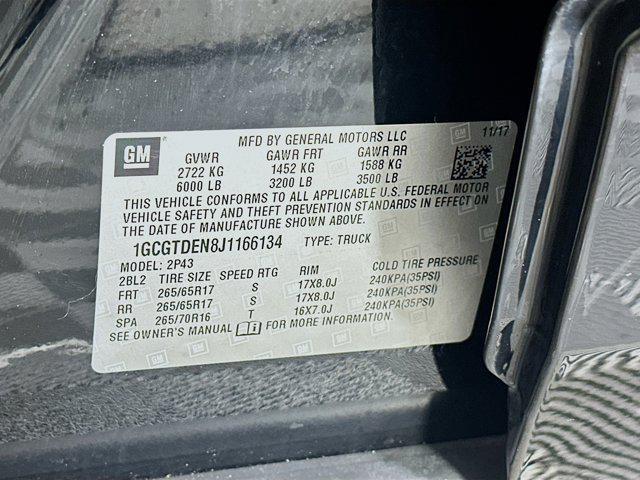 GM
MFD BY GENERAL MOTORS LLC 11/17
GVWR GAWR FRT GAWR RR
2722 KG 1452 KG 1588 KG
6000 LB 3200 LB 3500 LB
THIS VEHICLE CONFORMS TO ALL APPLICABLE U.S. FEDERAL MOTOR
VEHICLE SAFETY AND THEFT PREVENTION STANDARDS IN EFFECT ON
THE DATE OF MANUFACTURE SHOWN ABOVE.
1GCGTDEN8J1166134 TYPE: TRUCK
MODEL: 2P43
2BL2 TIRE SIZE SPEED RTG RIM COLD TIRE PRESSURE
FRT 265/65R17 S 17X8.0J 240KPA(35PSI)
RR 265/65R17 S 17X8.0J 240KPA(35PSI)
SPA 265/70R16 T 16X7.0J 240KPA(35PSI)
SEE OWNER'S MANUAL FOR MORE INFORMATION.